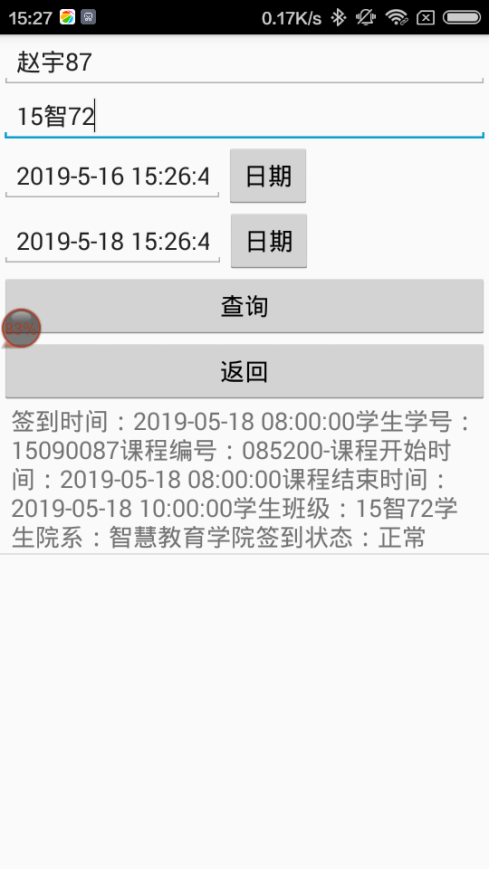 15:27 0.17K/s
赵宇87
15智72
2019-5-16 15:26:4
日期
2019-5-18 15:26:4
日期
查询
83%
返回
签到时间：2019-05-18 08:00:00学生学号：
15090087课程编号：085200-课程开始时
间：2019-05-18 08:00:00课程结束时间：
2019-05-18 10:00:00学生班级：15智72学
生院系：智慧教育学院签到状态：正常